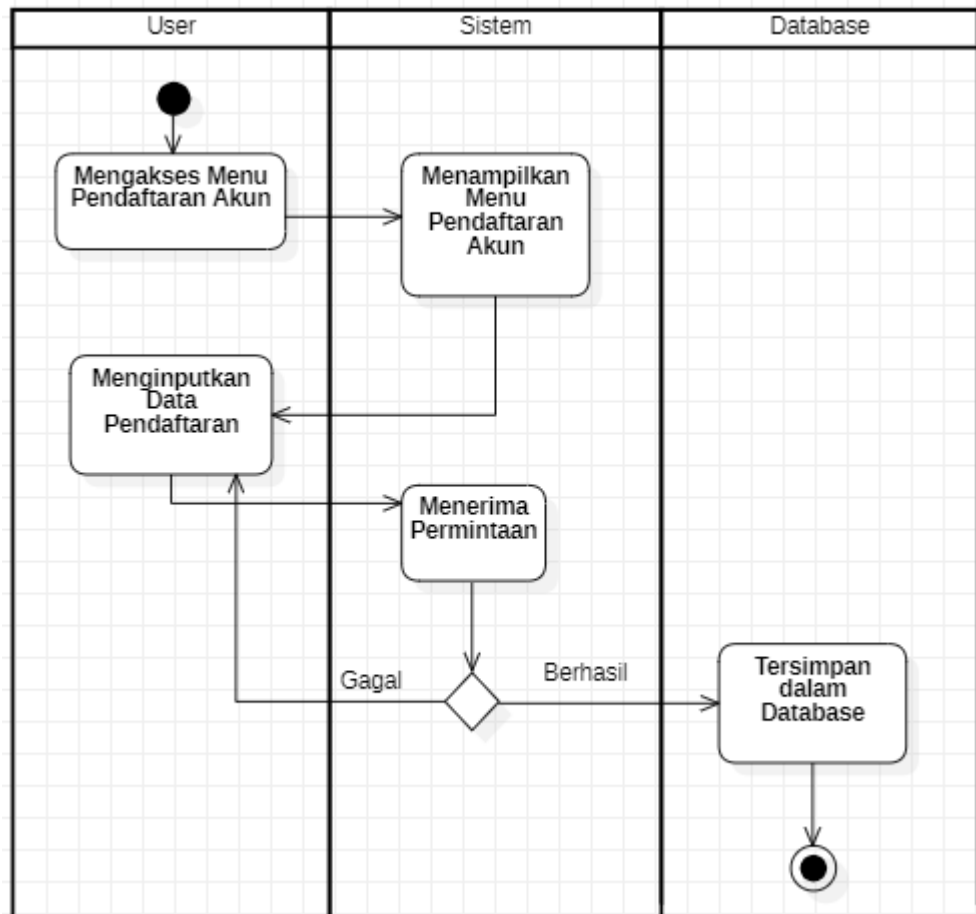 User
Sistem
Database
Mengakses Menu
Pendaftaran Akun
Menampilkan
Menu
Pendaftaran
Akun
Menginputkan
Data
Pendaftaran
Menerima
Permintaan
Gagal
Berhasil
Tersimpan
dalam
Database